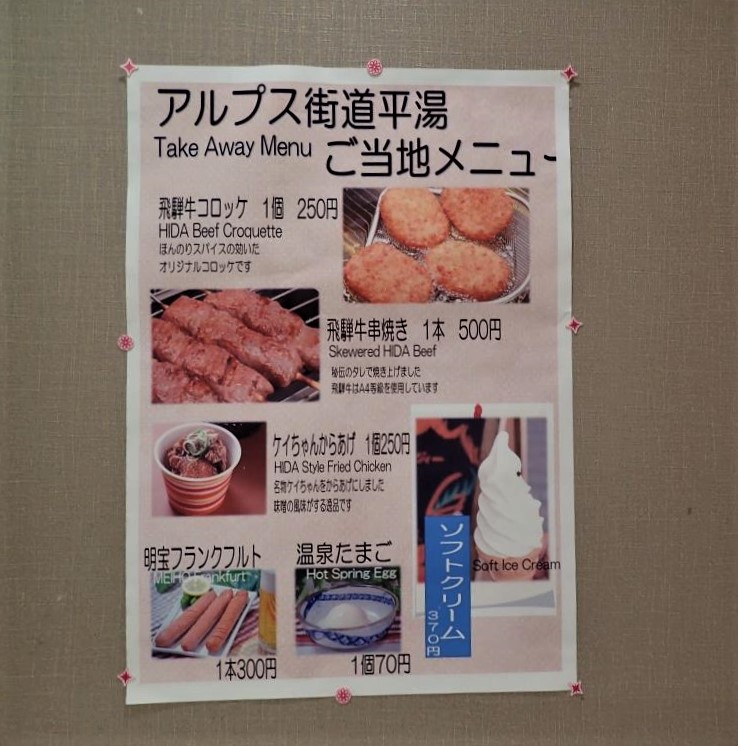 アルプス街道平湯
Take Away Menu
ご当地メニュー
飛騨牛コロッケ 1個 250円
HIDA Beef Croquette
ほんのりスパイスの効いた
オリジナルコロッケです
飛騨牛串焼き 1本 500円
Skewered HIDA Beef
秘伝のタレで焼き上げました
飛騨牛はA4等級を使用しています
ケイちゃんからあげ 1個250円
HIDA Style Fried Chicken
名物ケイちゃんをからあげにしました
味噌の風味がする逸品です
ソフトクリーム
370円
Soft Ice Cream
明宝フランクフルト
MEIHO Frankfurt
1本300円
温泉たまご
Hot Spring Egg
1個70円